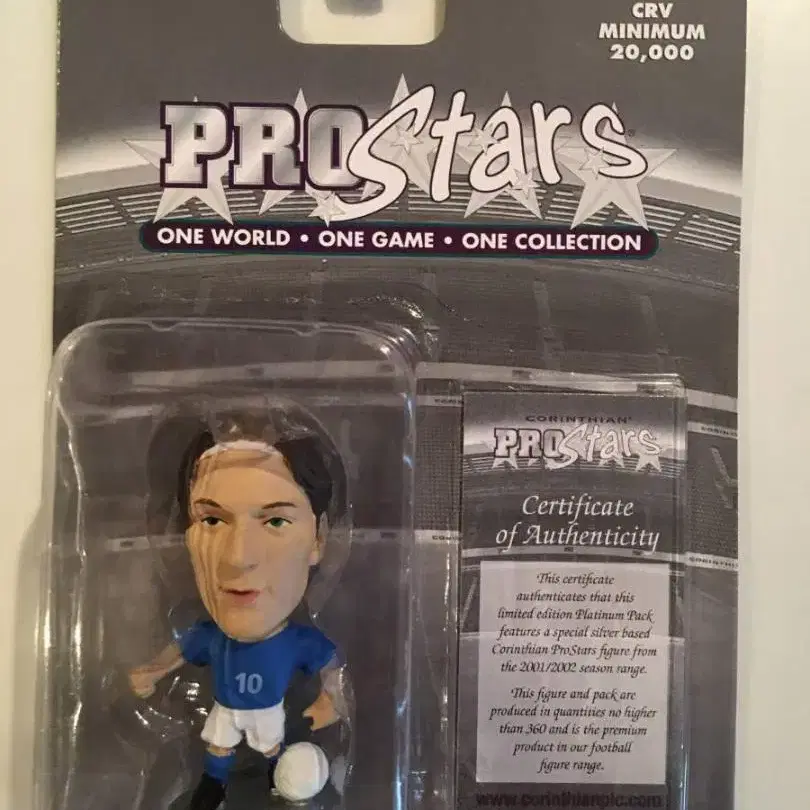 CRV
MINIMUM
20,000
PROStars®
ONE WORLD • ONE GAME • ONE COLLECTION
10
CORINTHIAN®
PROStars
Certificate
of Authenticity
This certificate
authenticates that this
limited edition Platinum Pack
features a special silver based
Corinthian ProStars figure from
the 2001/2002 season range.
This figure and pack are
produced in quantities no higher
than 360 and is the premium
product in our football
figure range.
www.corinthianplc.com